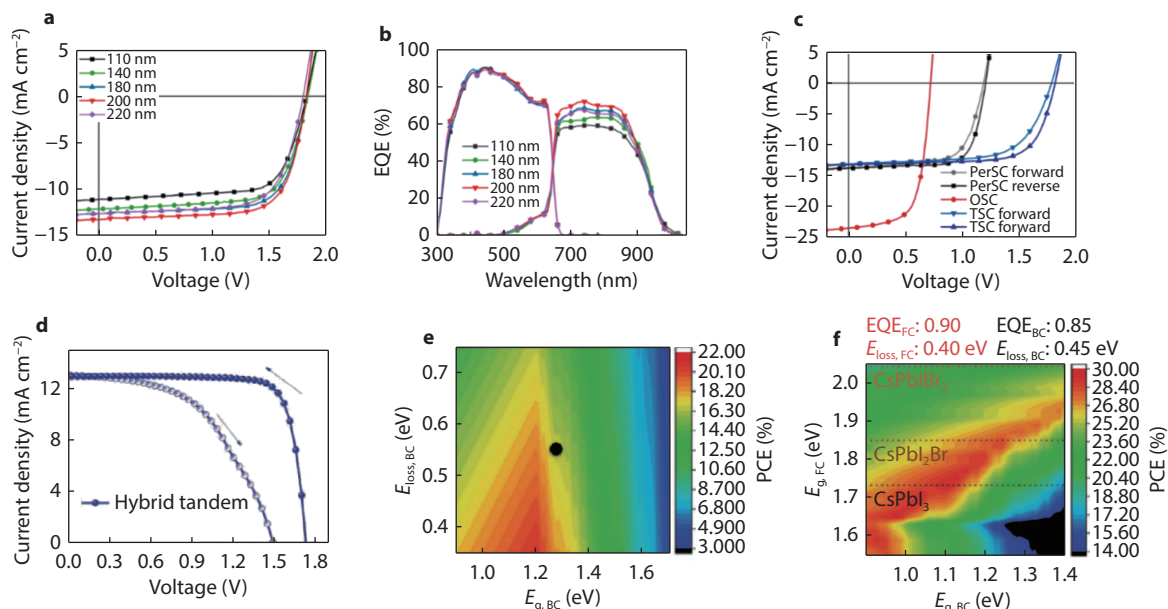 a
5
0
−5
−10
−15
Current density (mA cm⁻²)
110 nm
140 nm
180 nm
200 nm
220 nm
0.0
0.5
1.0
1.5
2.0
Voltage (V)
b
100
80
60
40
20
0
EQE (%)
110 nm
140 nm
180 nm
200 nm
220 nm
300
450
600
760
900
Wavelength (nm)
c
5
0
−5
−10
−15
−20
−25
Current density (mA cm⁻²)
PerSC forward
PerSC reverse
OSC
TSC forward
TSC forward
0.0
0.5
1.0
1.5
2.0
Voltage (V)
d
12
9
6
3
0
Current density (mA cm⁻²)
Hybrid tandem
0.0
0.3
0.6
0.9
1.2
1.5
1.8
Voltage (V)
e
0.7
0.6
0.5
0.4
E_loss, BC (eV)
1.0
1.2
1.4
1.6
E_g, BC (eV)
22.00
20.10
18.20
16.30
14.40
12.50
10.60
8.700
6.800
4.900
3.000
PCE (%)
f
EQE_FC: 0.90 EQE_BC: 0.85
E_loss, FC: 0.40 eV E_loss, BC: 0.45 eV
2.0
1.9
1.8
1.7
1.6
E_g, FC (eV)
CsPbI₂Br
CsPbI₃
1.0
1.1
1.2
1.3
1.4
E_g, BC (eV)
30.00
28.40
26.80
25.20
23.60
22.00
20.40
18.80
17.20
15.60
14.00
PCE (%)